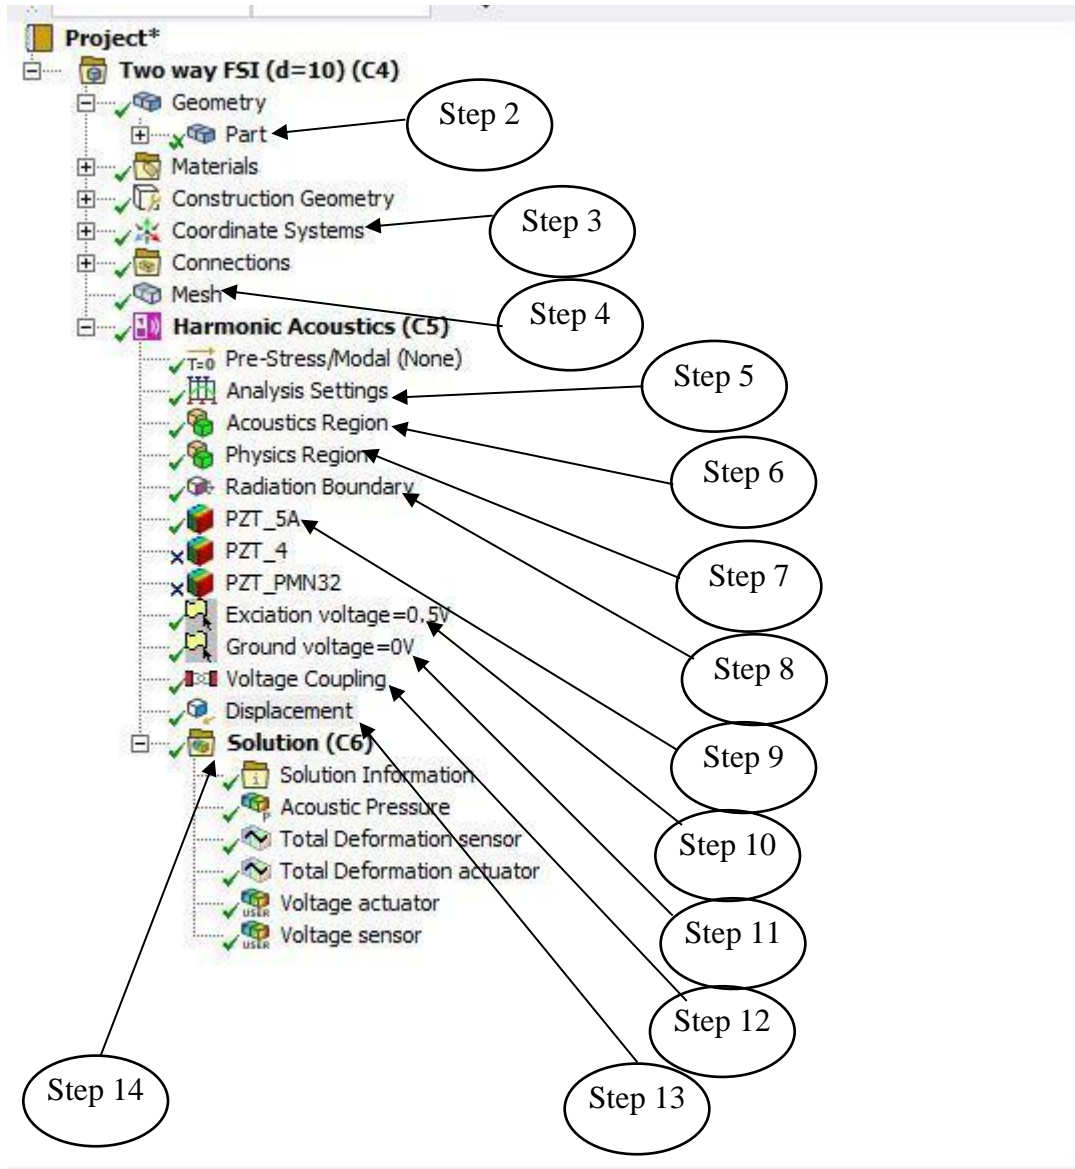 Project*
Two way FSI (d=10) (C4)
Geometry
Step 2
Part
Materials
Construction Geometry
Step 3
Coordinate Systems
Connections
Mesh
Step 4
Harmonic Acoustics (C5)
T=0 Pre-Stress/Modal (None)
Step 5
Analysis Settings
Acoustics Region
Step 6
Physics Region
Radiation Boundary
PZT_5A
PZT_4
Step 7
PZT_PMN32
Exciation voltage=0,5V
Ground voltage=0V
Step 8
Voltage Coupling
Displacement
Solution (C6)
Step 9
Solution Information
P Acoustic Pressure
Total Deformation sensor
Step 10
Total Deformation actuator
USER Voltage actuator
USER Voltage sensor
Step 11
Step 12
Step 14
Step 13